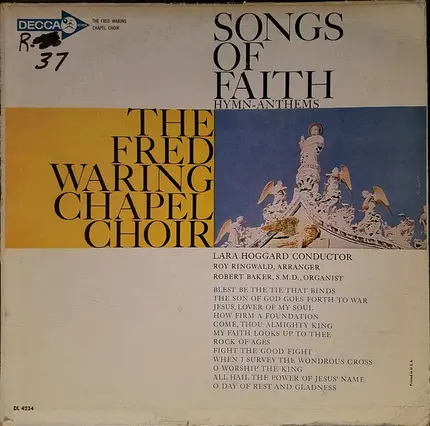 DECCA
THE FRED WARING
CHAPEL CHOIR
37
SONGS
OF
FAITH
HYMN-ANTHEMS
THE
FRED
WARING
CHAPEL
CHOIR
LARA HOGGARD CONDUCTOR
ROY RINGWALD, ARRANGER
ROBERT BAKER, S.M.D., ORGANIST
BLEST BE THE TIE THAT BINDS
THE SON OF GOD GOES FORTH TO WAR
JESUS, LOVER OF MY SOUL
HOW FIRM A FOUNDATION
COME, THOU ALMIGHTY KING
MY FAITH LOOKS UP TO THEE
ROCK OF AGES
FIGHT THE GOOD FIGHT
WHEN I SURVEY THE WONDROUS CROSS
O WORSHIP THE KING
ALL HAIL THE POWER OF JESUS' NAME
O DAY OF REST AND GLADNESS
DL 4234
Printed in U.S.A.